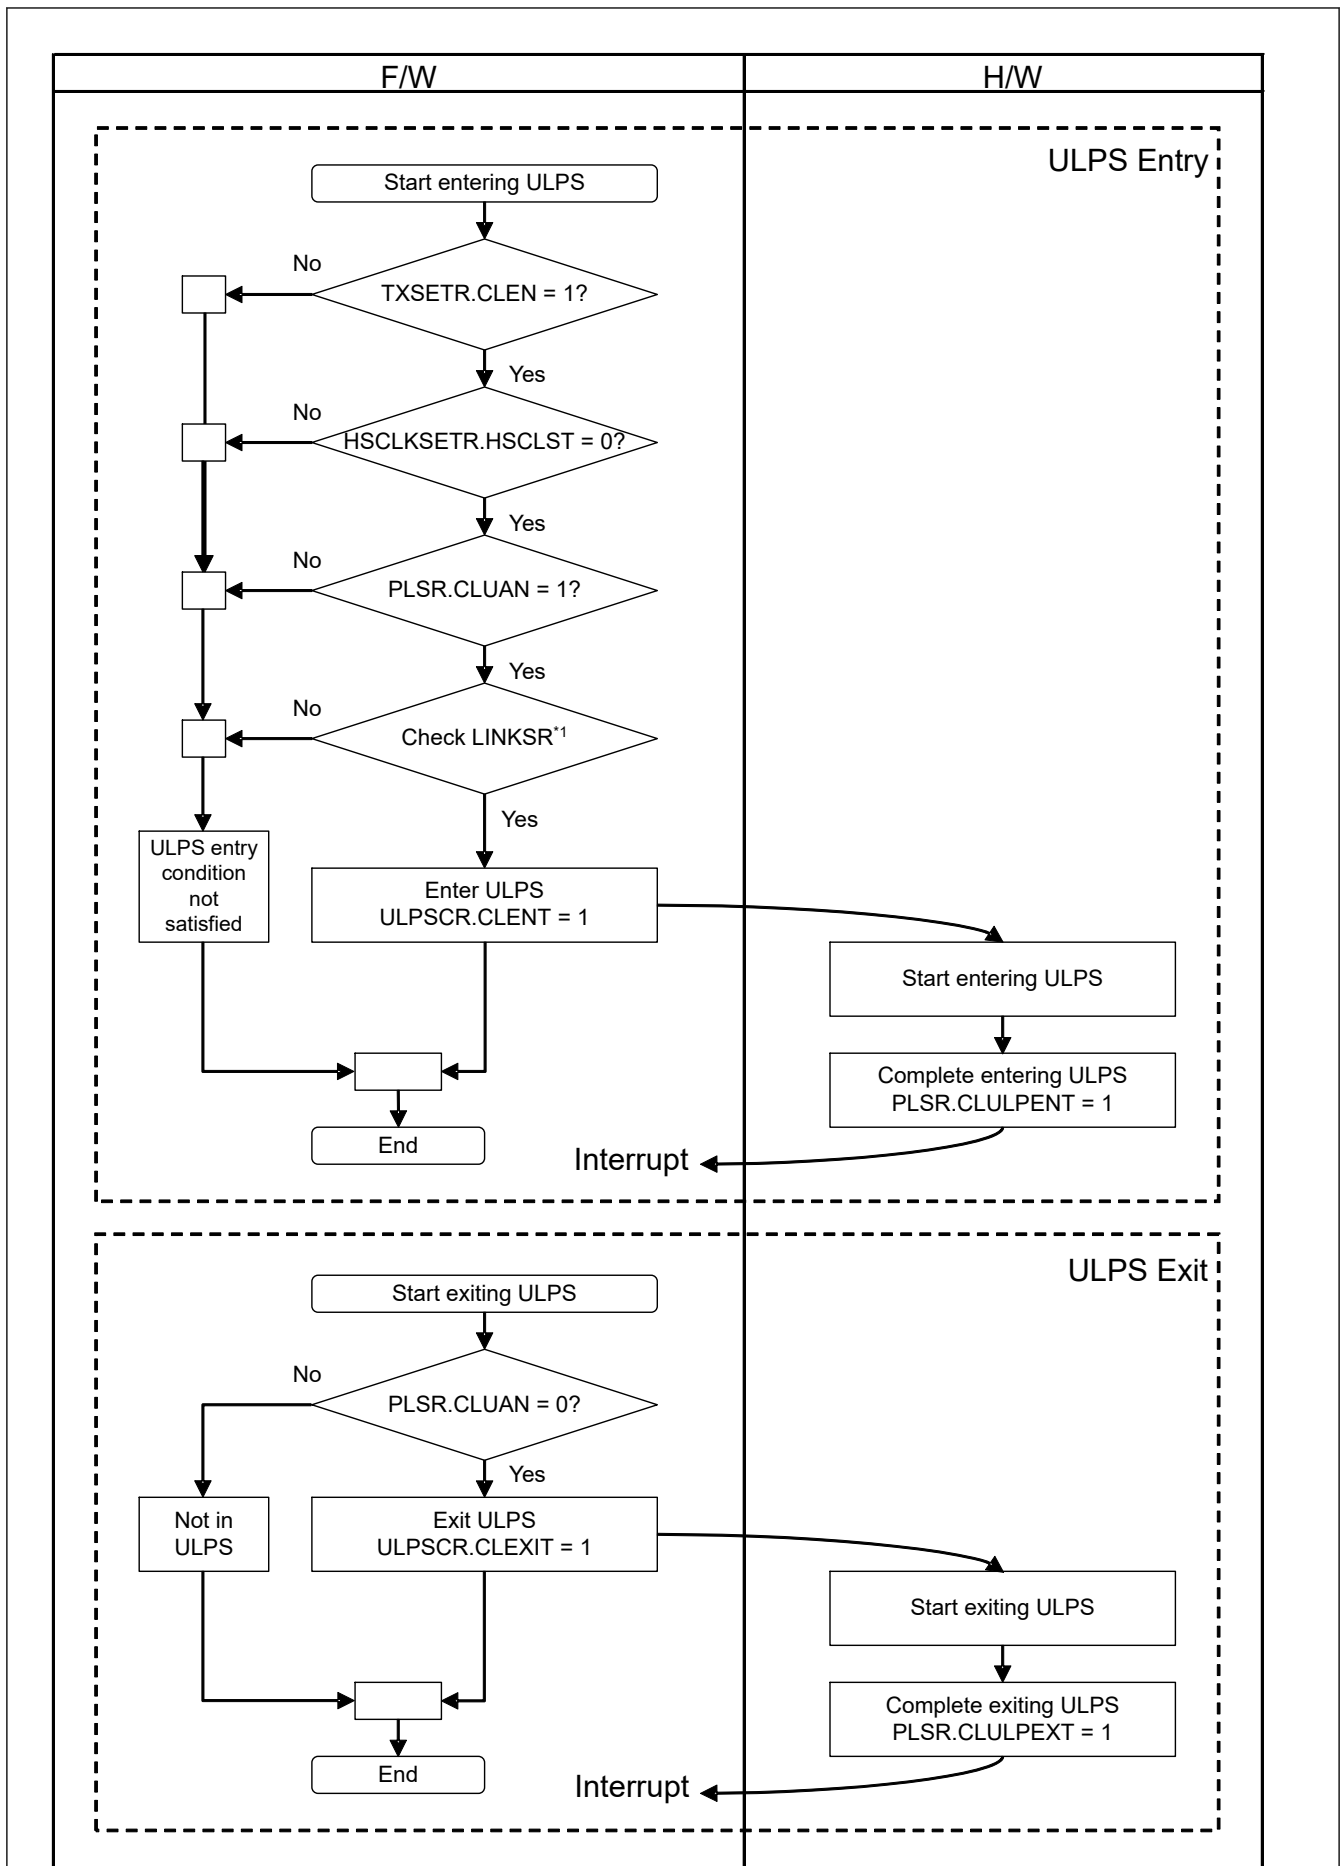 F/W
H/W
ULPS Entry
Start entering ULPS
No
TXSETR.CLEN = 1?
Yes
No
HSCLKSETR.HSCLST = 0?
Yes
No
PLSR.CLUAN = 1?
Yes
No
Check LINKSR*1
Yes
ULPS entry
condition
not
satisfied
Enter ULPS
ULPSCR.CLENT = 1
Start entering ULPS
Complete entering ULPS
PLSR.CLULPENT = 1
End
Interrupt
ULPS Exit
Start exiting ULPS
No
PLSR.CLUAN = 0?
Yes
Not in
ULPS
Exit ULPS
ULPSCR.CLEXIT = 1
Start exiting ULPS
Complete exiting ULPS
PLSR.CLULPEXT = 1
End
Interrupt